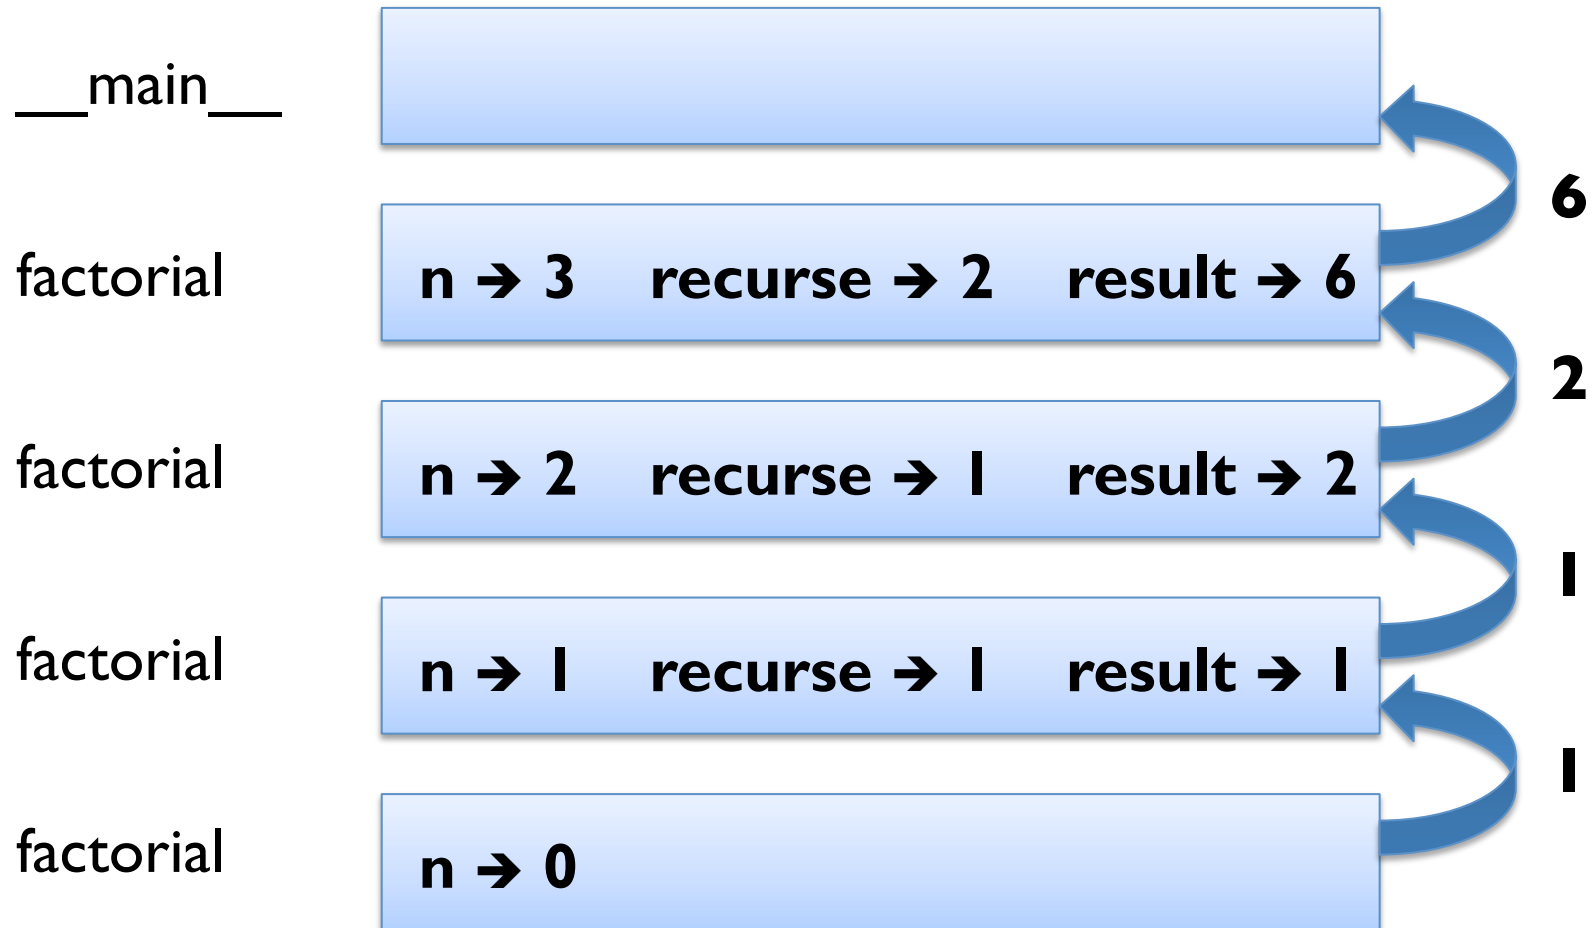 __main__
6
factorial n → 3 recurse → 2 result → 6
2
factorial n → 2 recurse → 1 result → 2
1
factorial n → 1 recurse → 1 result → 1
1
factorial n → 0